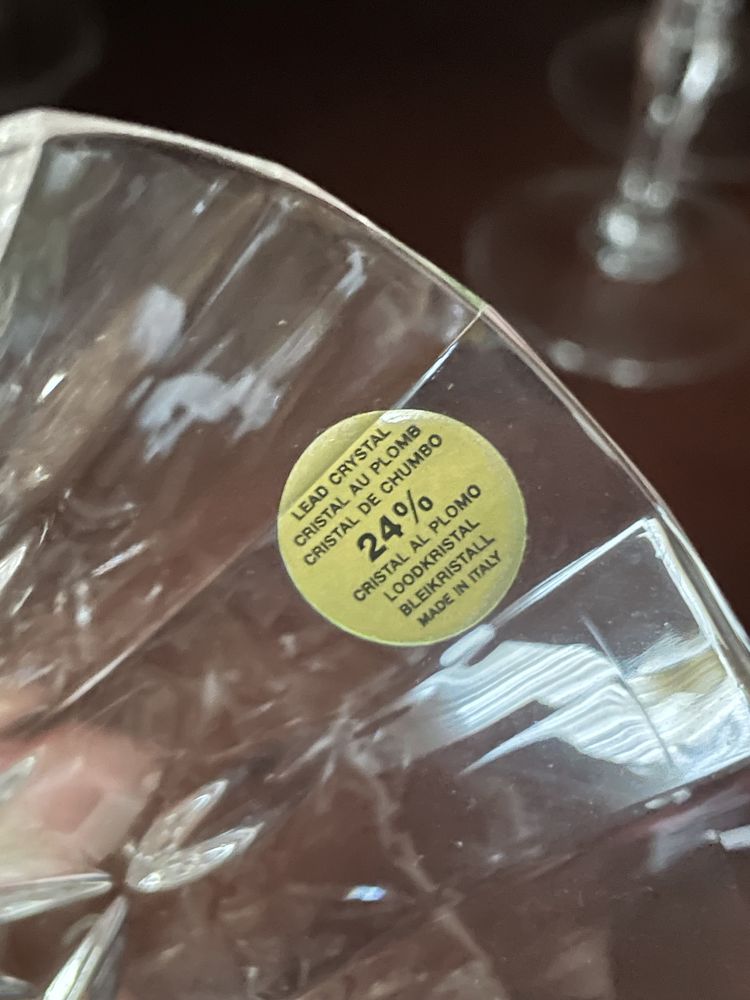 LEAD CRYSTAL
CRISTAL AU PLOMB
CRISTAL DE CHUMBO
24%
CRISTAL AL PLOMO
LOODKRISTAL
BLEIKRISTALL
MADE IN ITALY